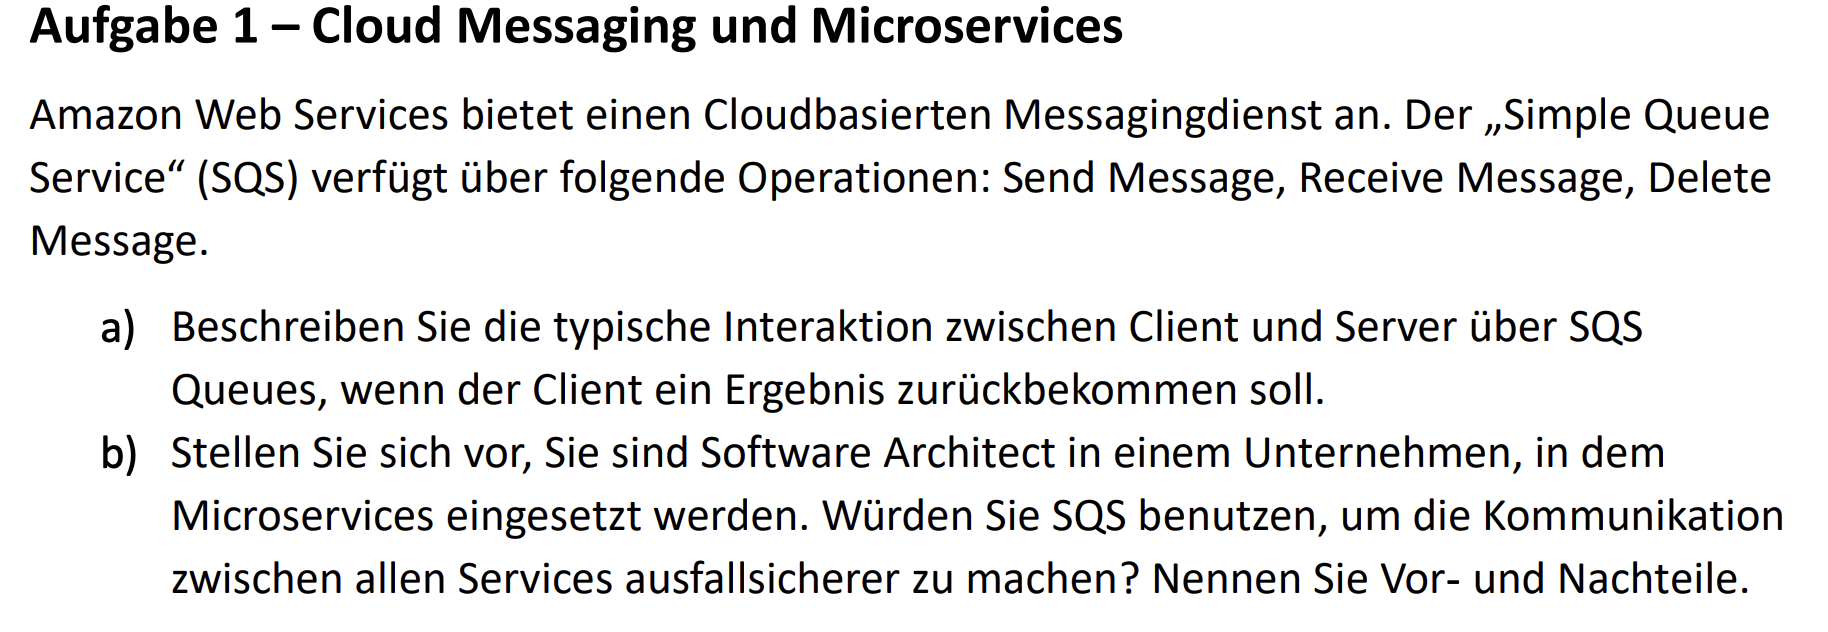 Aufgabe 1 – Cloud Messaging und Microservices
Amazon Web Services bietet einen Cloudbasierten Messagingdienst an. Der „Simple Queue
Service“ (SQS) verfügt über folgende Operationen: Send Message, Receive Message, Delete
Message.
a) Beschreiben Sie die typische Interaktion zwischen Client und Server über SQS
Queues, wenn der Client ein Ergebnis zurückbekommen soll.
b) Stellen Sie sich vor, Sie sind Software Architect in einem Unternehmen, in dem
Microservices eingesetzt werden. Würden Sie SQS benutzen, um die Kommunikation
zwischen allen Services ausfallsicherer zu machen? Nennen Sie Vor- und Nachteile.